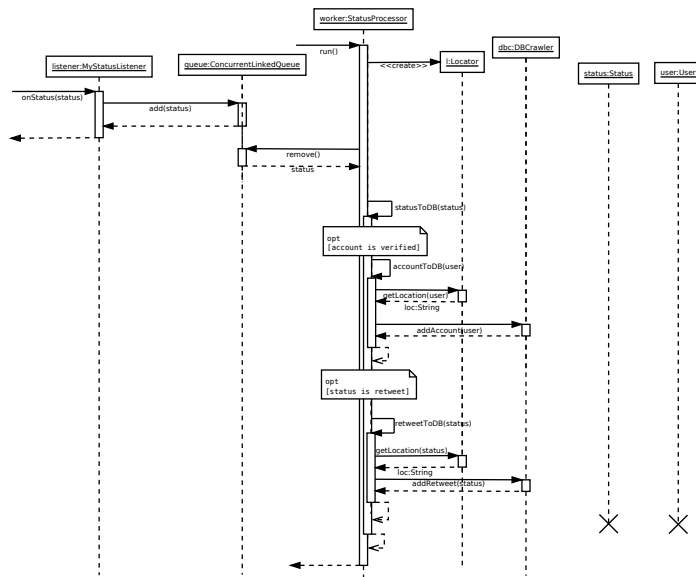 worker:StatusProcessor
run()
dbc:DBCrawler
listener:MyStatusListener
queue:ConcurrentLinkedQueue
<<create>>
l:Locator
status:Status
user:User
onStatus(status)
add(status)
remove()
status
statusToDB(status)
opt
[account is verified]
accountToDB(user)
getLocation(user)
loc:String
addAccount(user)
opt
[status is retweet]
retweetToDB(status)
getLocation(status)
loc:String
addRetweet(status)